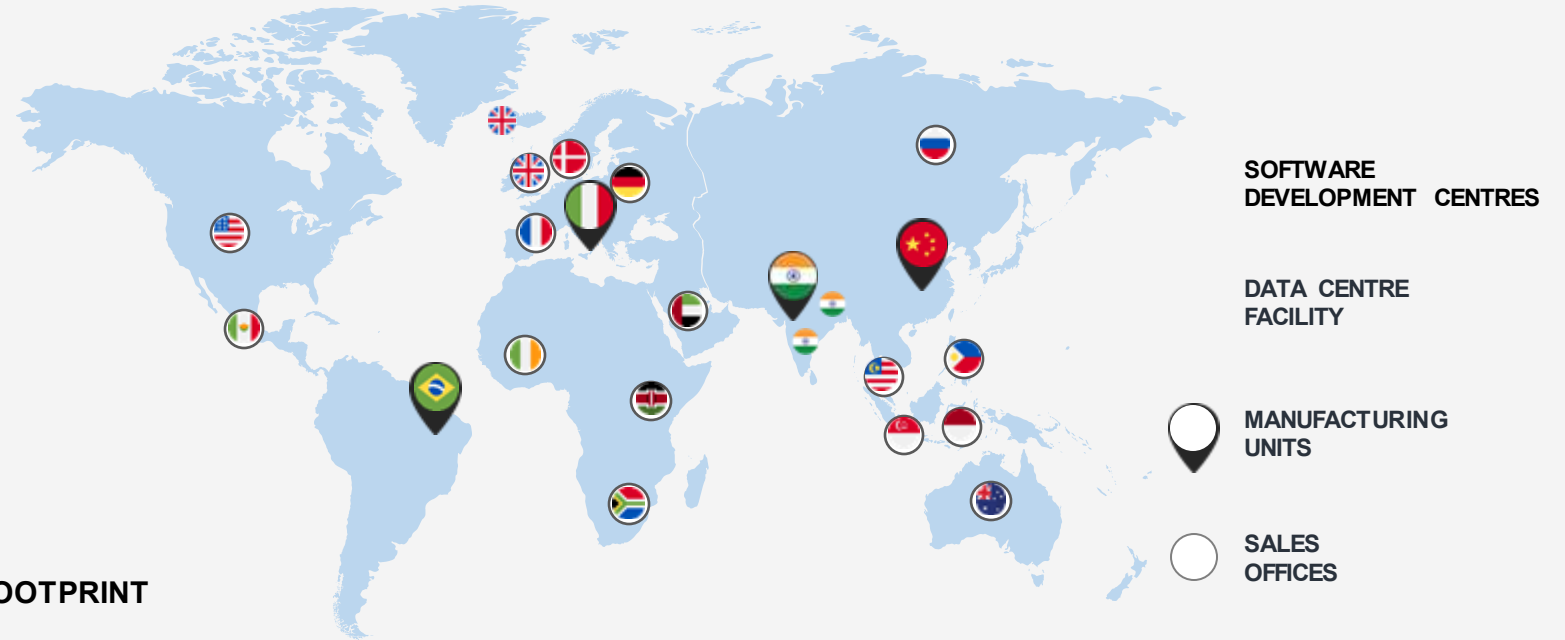 SOFTWARE
DEVELOPMENT CENTRES
DATA CENTRE
FACILITY
MANUFACTURING
UNITS
SALES
OFFICES
OOTPRINT